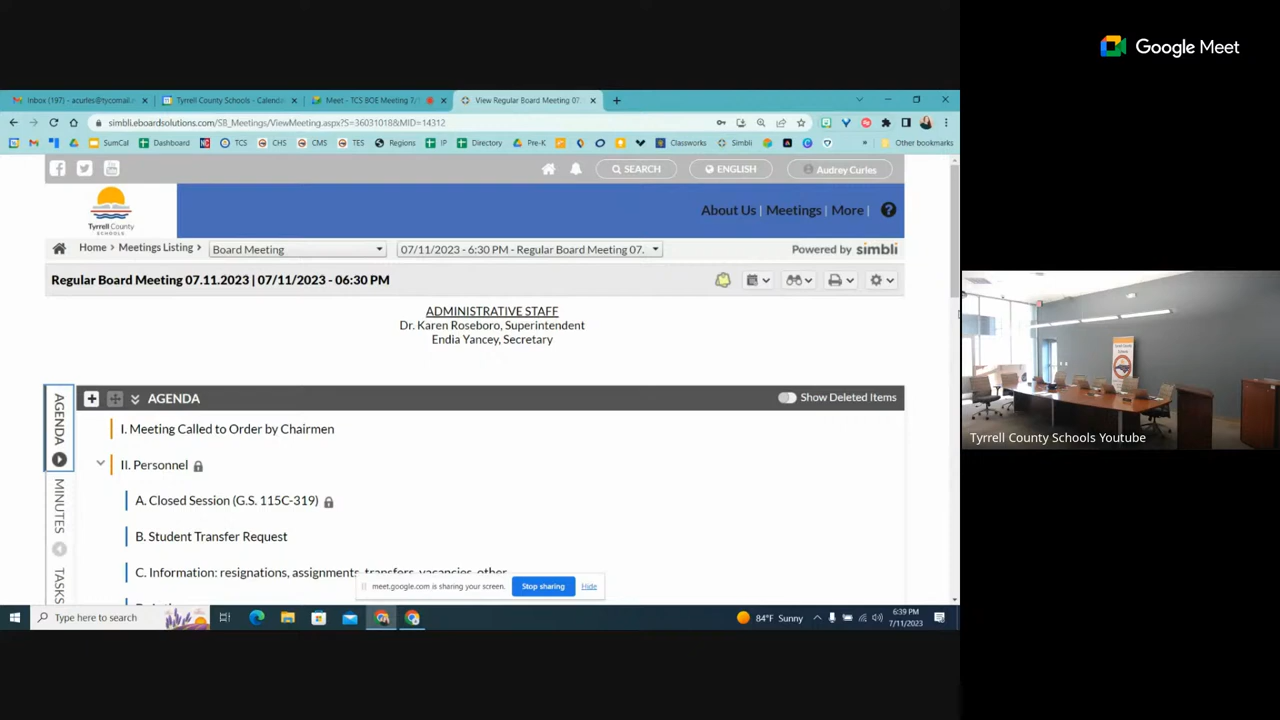 Google Meet
Inbox (197) - acurles@tycomail.n
Tyrrell County Schools - Calenda
Meet - TCS BOE Meeting 7/1
View Regular Board Meeting 07.
simbli.eboardsolutions.com/SB_Meetings/ViewMeeting.aspx?S=36031018&MID=14312
SumCal
Dashboard
TCS
CHS
CMS
TES
Regions
IP
Directory
Pre-K
Classworks
Simbli
Other bookmarks
SEARCH
ENGLISH
Audrey Curles
Tyrrell County
SCHOOLS
About Us | Meetings | More |
Home > Meetings Listing >
Board Meeting
07/11/2023 - 6:30 PM - Regular Board Meeting 07.
Powered by simbli
Regular Board Meeting 07.11.2023 | 07/11/2023 - 06:30 PM
ADMINISTRATIVE STAFF
Dr. Karen Roseboro, Superintendent
Endia Yancey, Secretary
AGENDA
AGENDA
Show Deleted Items
I. Meeting Called to Order by Chairmen
II. Personnel
A. Closed Session (G.S. 115C-319)
MINUTES
B. Student Transfer Request
C. Information: resignations, assignments, transfers, vacancies, other
TASKS
meet.google.com is sharing your screen.
Stop sharing
Hide
Type here to search
84°F Sunny
6:39 PM
7/11/2023
Tyrrell County Schools Youtube